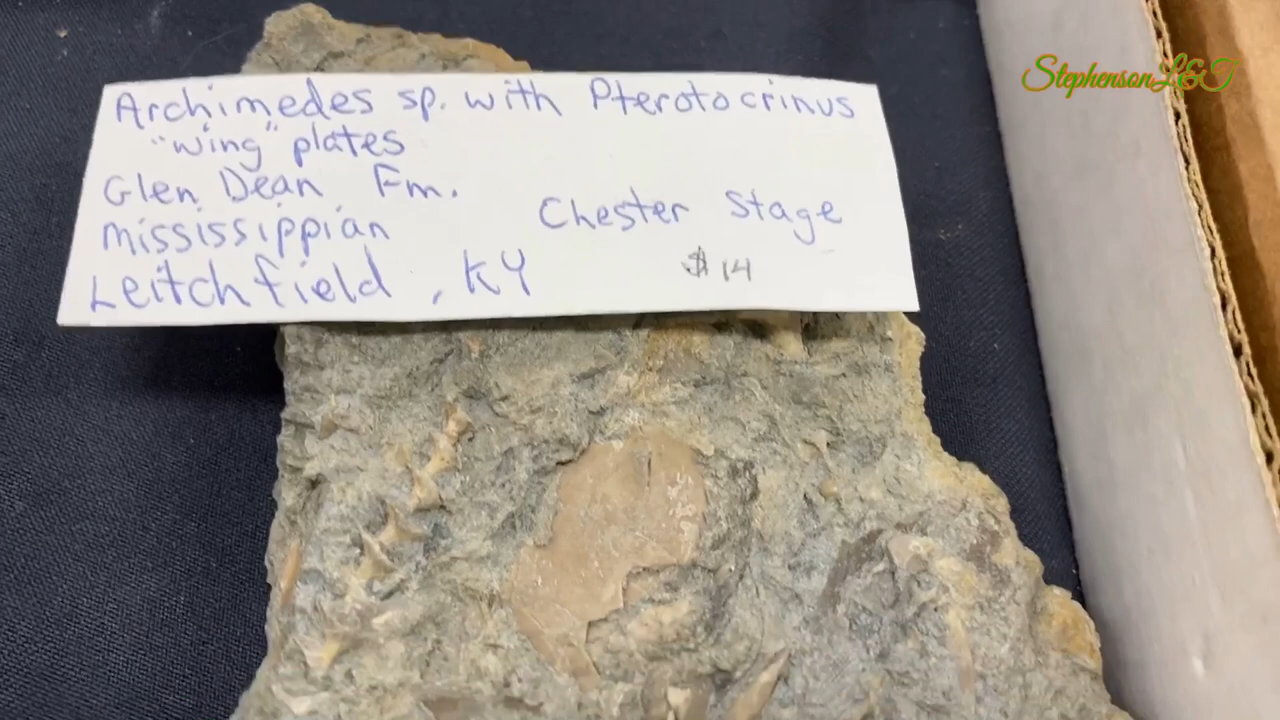 StephensonL&T
Archimedes sp. with Pterotocrinus
"wing" plates
Glen Dean Fm.
Mississippian
Chester Stage
Leitchfield, KY
$14